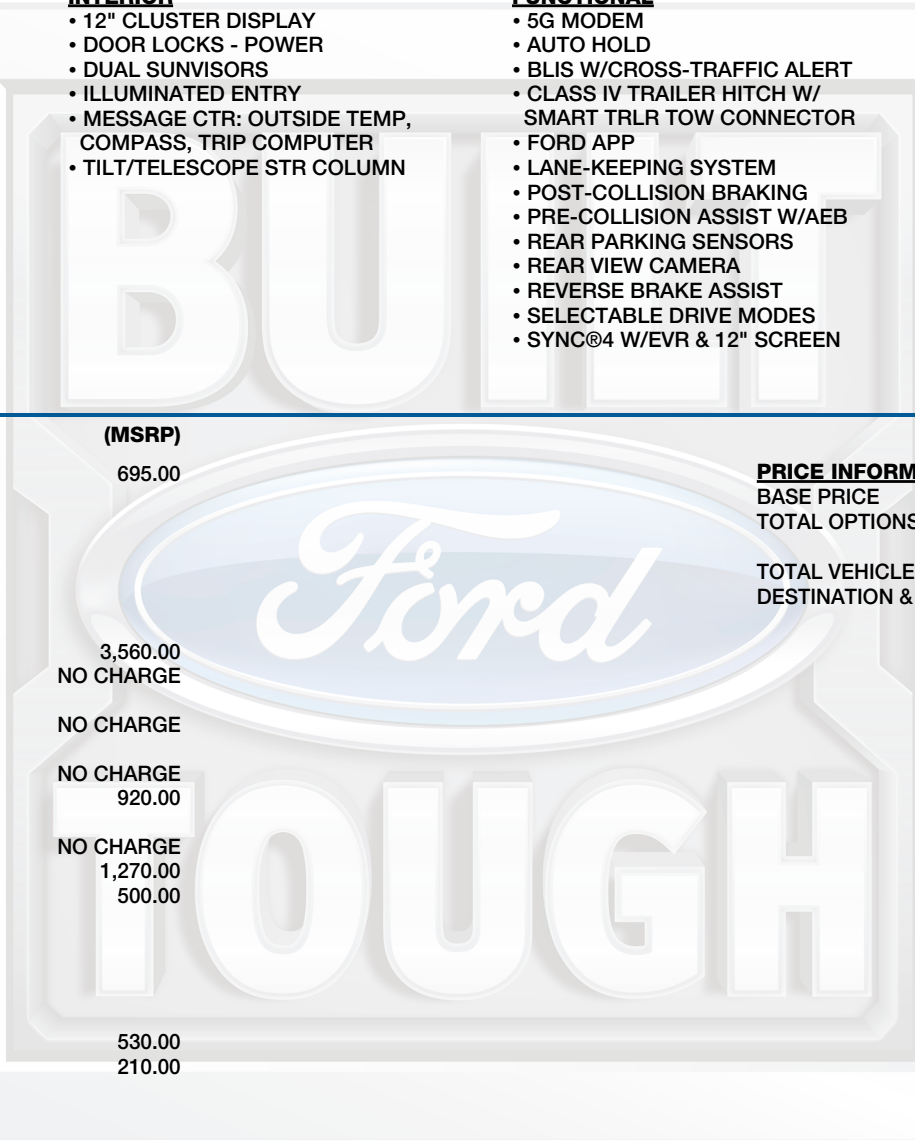 INTERIOR
• 12" CLUSTER DISPLAY
• DOOR LOCKS - POWER
• DUAL SUNVISORS
• ILLUMINATED ENTRY
• MESSAGE CTR: OUTSIDE TEMP,
COMPASS, TRIP COMPUTER
• TILT/TELESCOPE STR COLUMN
FUNCTIONAL
• 5G MODEM
• AUTO HOLD
• BLIS W/CROSS-TRAFFIC ALERT
• CLASS IV TRAILER HITCH W/
SMART TRLR TOW CONNECTOR
• FORD APP
• LANE-KEEPING SYSTEM
• POST-COLLISION BRAKING
• PRE-COLLISION ASSIST W/AEB
• REAR PARKING SENSORS
• REAR VIEW CAMERA
• REVERSE BRAKE ASSIST
• SELECTABLE DRIVE MODES
• SYNC®4 W/EVR & 12" SCREEN
BUILT
Ford
TOUGH
(MSRP)
695.00
3,560.00
NO CHARGE
NO CHARGE
NO CHARGE
920.00
NO CHARGE
1,270.00
500.00
530.00
210.00
PRICE INFORM
BASE PRICE
TOTAL OPTIONS
TOTAL VEHICLE
DESTINATION &